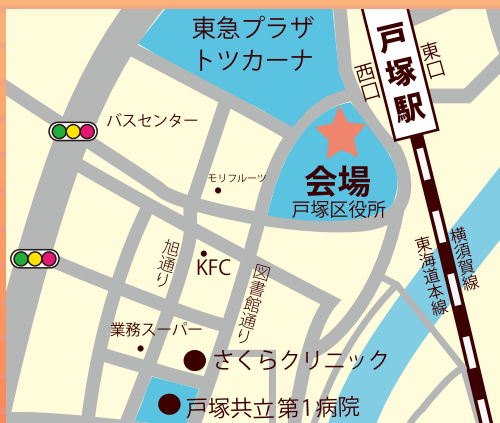 東急プラザ
トツカーナ
戸塚駅
東口
西口
バスセンター
モリフルーツ
会場
戸塚区役所
旭通り
KFC
図書館通り
東海道本線
横須賀線
業務スーパー
さくらクリニック
戸塚共立第1病院